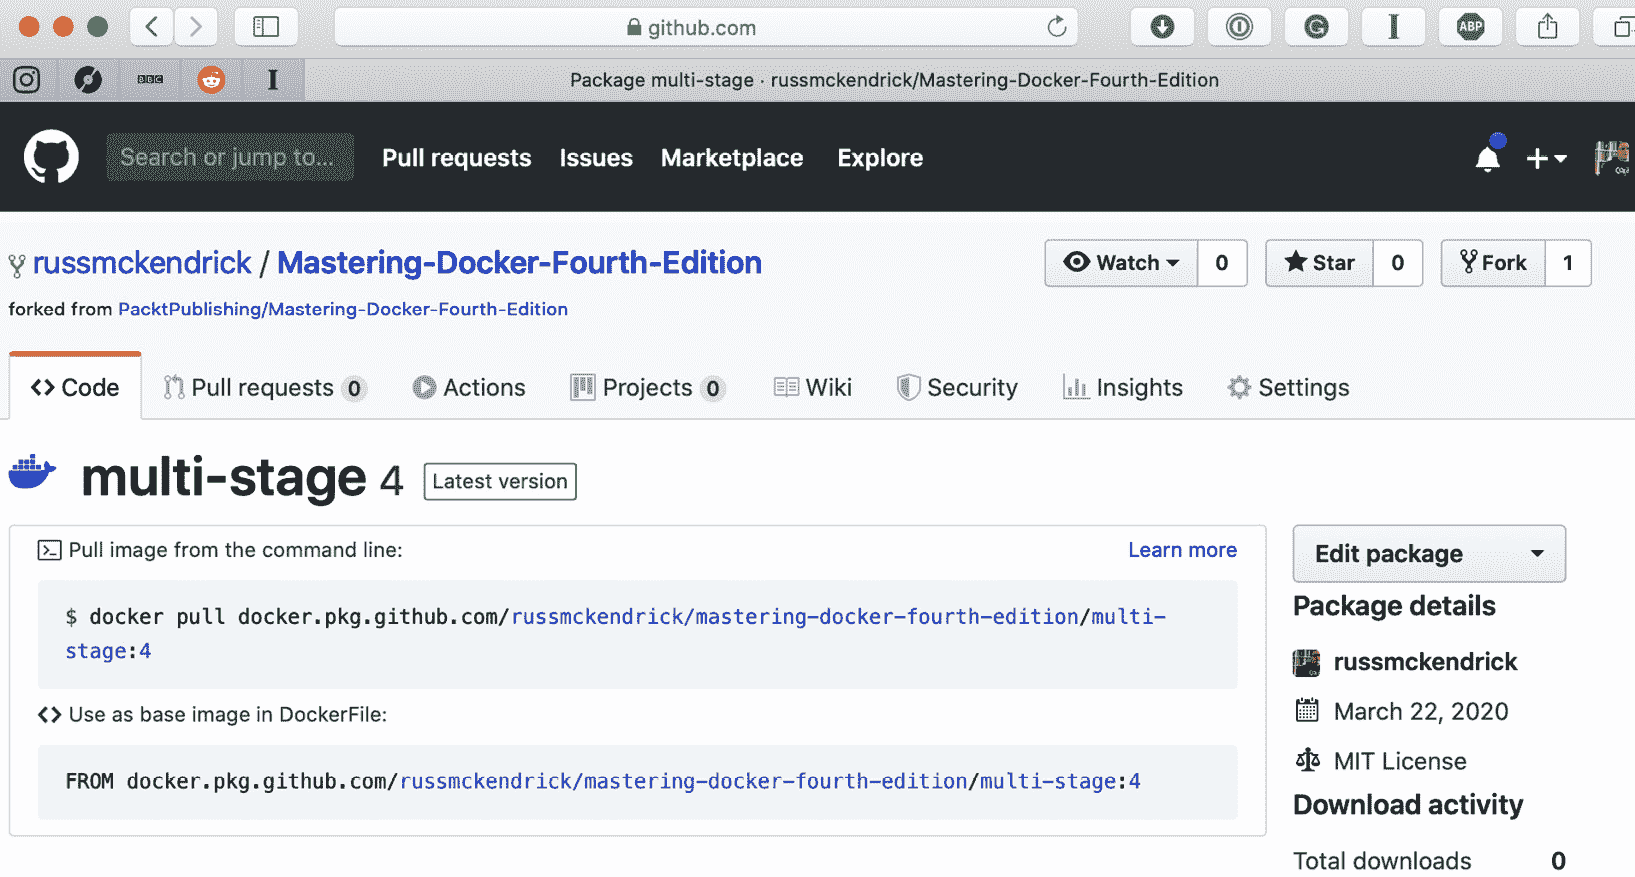 github.com
ABP
BBC
Package multi-stage · russmckendrick/Mastering-Docker-Fourth-Edition
Search or jump to...
Pull requests
Issues
Marketplace
Explore
russmckendrick / Mastering-Docker-Fourth-Edition
Watch 0
Star 0
Fork 1
forked from PacktPublishing/Mastering-Docker-Fourth-Edition
Code
Pull requests 0
Actions
Projects 0
Wiki
Security
Insights
Settings
multi-stage 4 Latest version
Pull image from the command line:
Learn more
$ docker pull docker.pkg.github.com/russmckendrick/mastering-docker-fourth-edition/multi-
stage:4
Use as base image in DockerFile:
FROM docker.pkg.github.com/russmckendrick/mastering-docker-fourth-edition/multi-stage:4
Edit package
Package details
russmckendrick
March 22, 2020
MIT License
Download activity
Total downloads 0